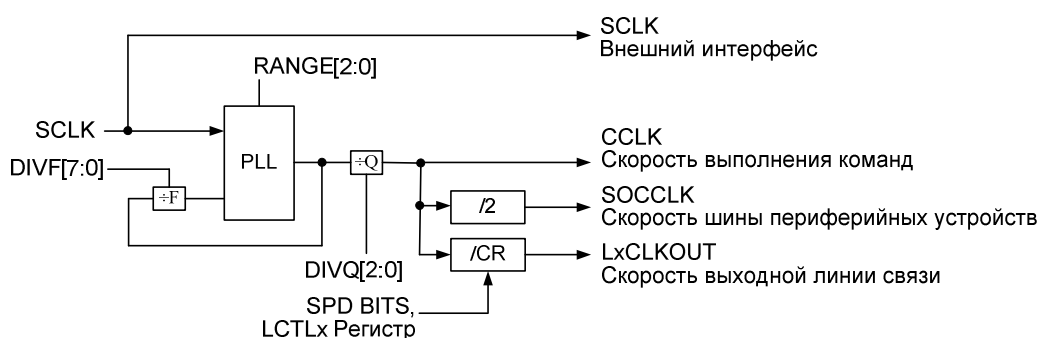 SCLK
Внешний интерфейс
RANGE[2:0]
SCLK
PLL
DIVF[7:0]
÷F
÷Q
CCLK
Скорость выполнения команд
/2
SOCCLK
Скорость шины периферийных устройств
/CR
LxCLKOUT
Скорость выходной линии связи
DIVQ[2:0]
SPD BITS,
LCTLx Регистр